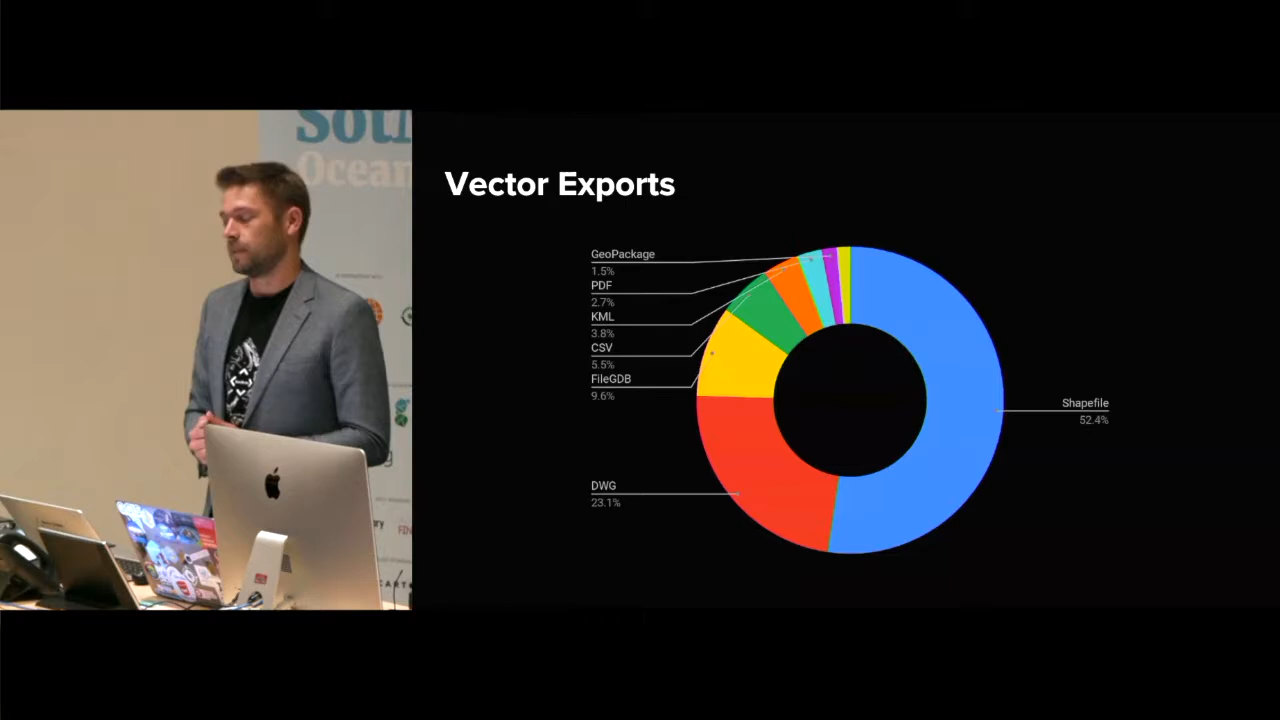 Vector Exports
GeoPackage
1.5%
PDF
2.7%
KML
3.8%
CSV
5.5%
FileGDB
9.6%
DWG
23.1%
Shapefile
52.4%
Ocean